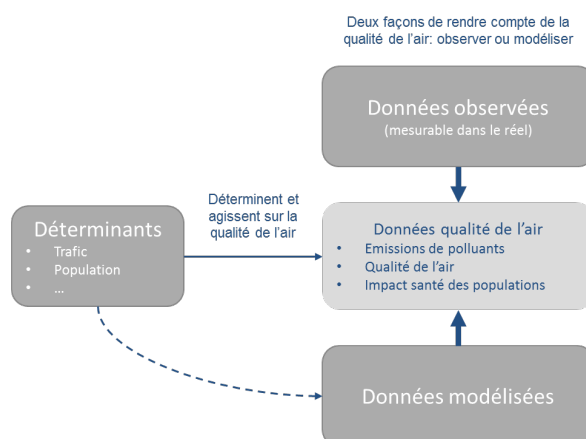 Deux façons de rendre compte de la
qualité de l'air: observer ou modéliser
Données observées
(mesurable dans le réel)
Déterminent et
agissent sur la
qualité de l'air
Déterminants
• Trafic
• Population
• ...
Données qualité de l'air
• Emissions de polluants
• Qualité de l'air
• Impact santé des populations
Données modélisées